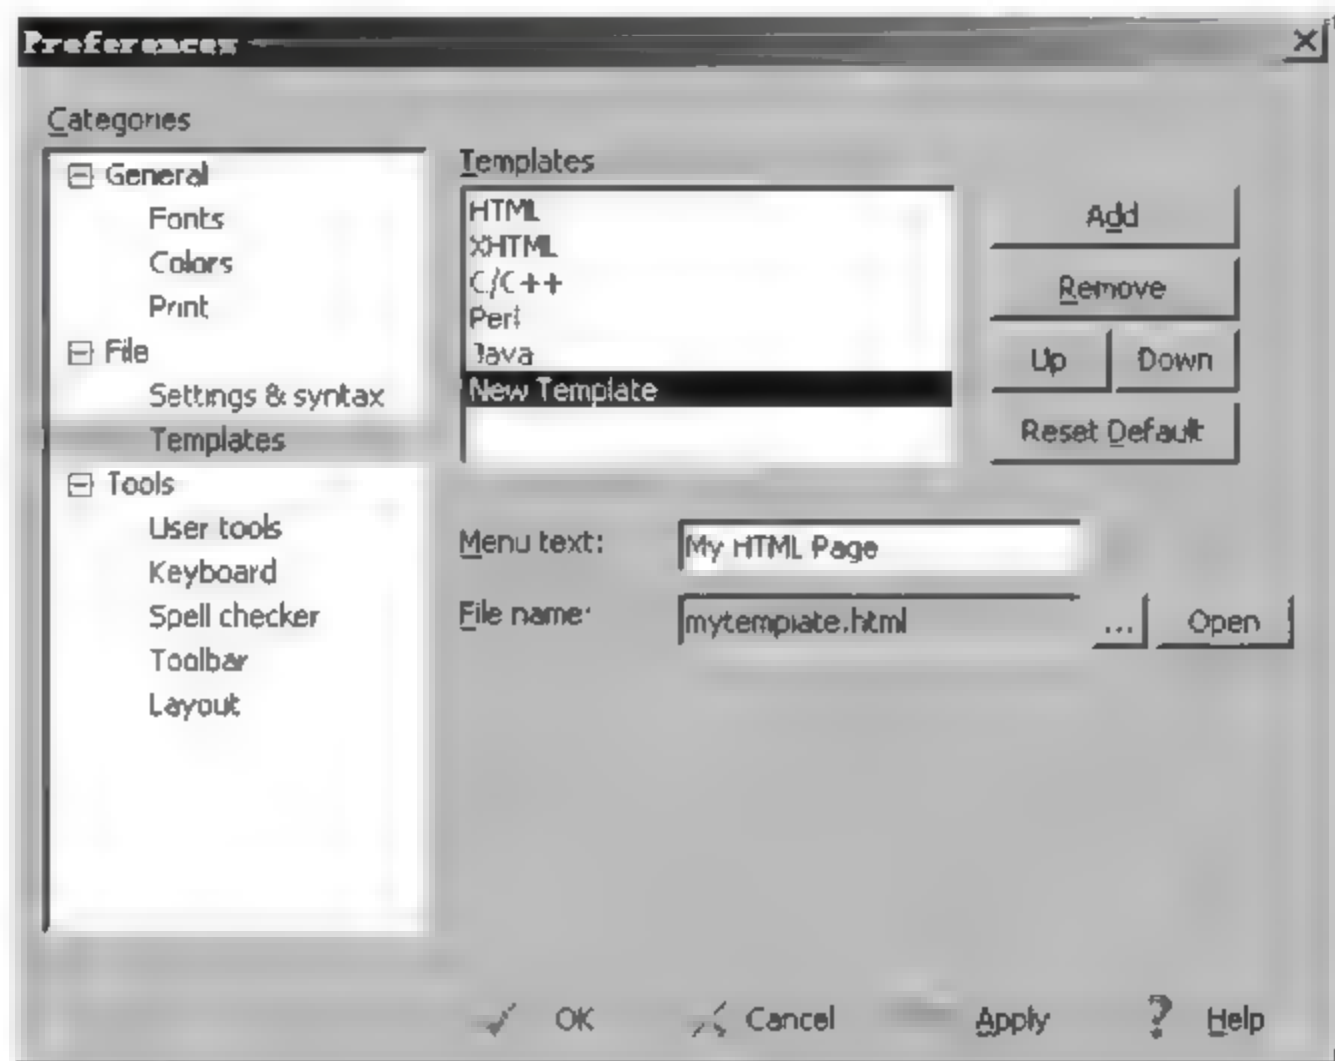 Preferences
Categories
General
Fonts
Colors
Print
File
Settings & syntax
Templates
Tools
User tools
Keyboard
Spell checker
Toolbar
Layout
Templates
HTML
XHTML
C/C++
Perl
Java
New Template
Add
Remove
Up Down
Reset Default
Menu text: My HTML Page
File name: mytemplate.html ... Open
OK Cancel Apply ? Help